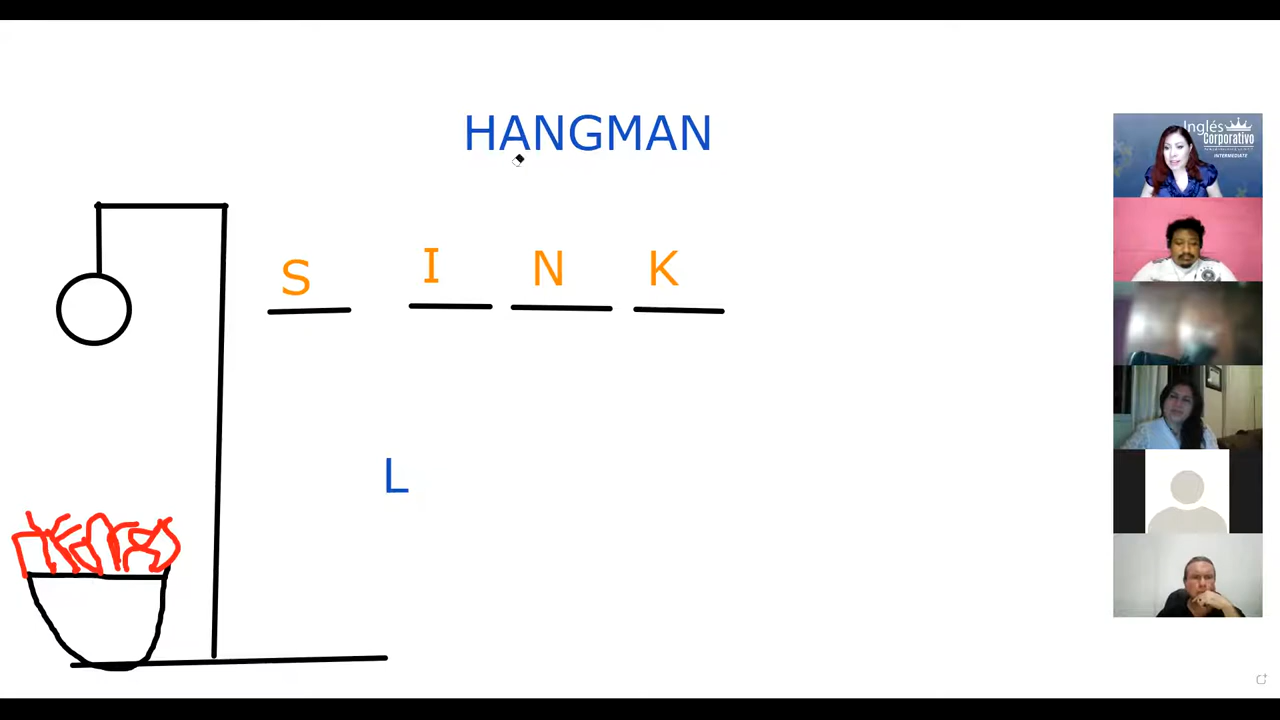 HANGMAN
S I N K
L
Inglés
Corporativo
INTERMEDIATE